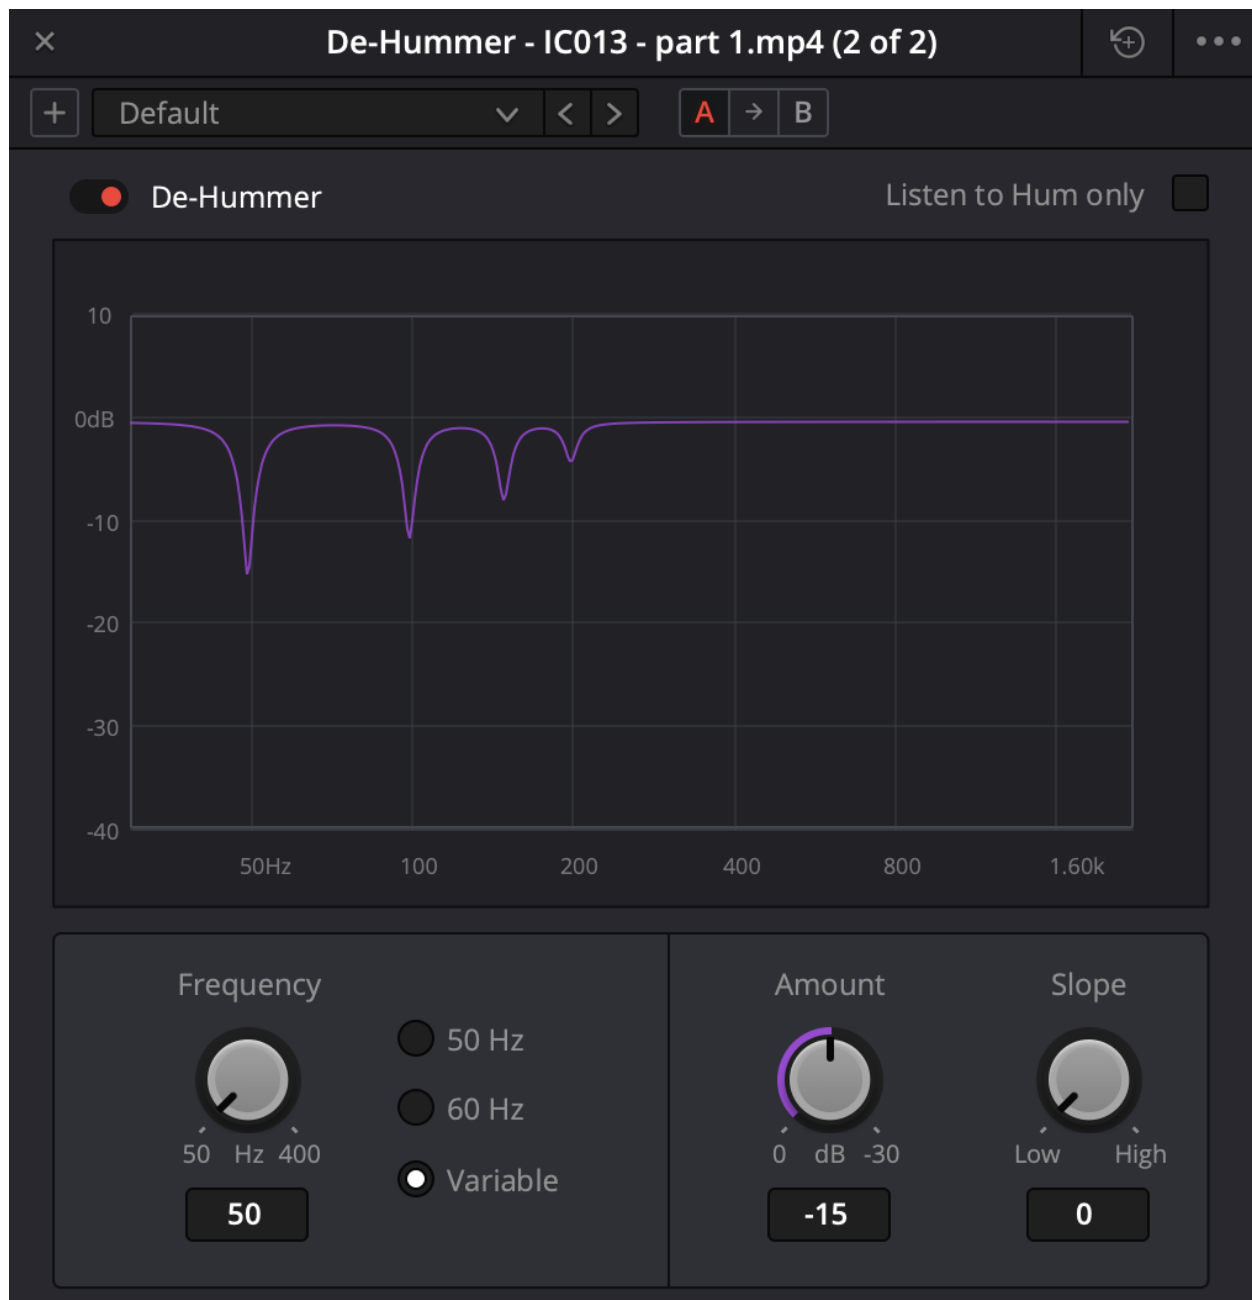 De-Hummer - IC013 - part 1.mp4 (2 of 2)
Default
A
B
De-Hummer
Listen to Hum only
10
0dB
-10
-20
-30
-40
50Hz 100 200 400 800 1.60k
Frequency
50 Hz 400
50
50 Hz
60 Hz
Variable
Amount
0 dB -30
-15
Slope
Low High
0